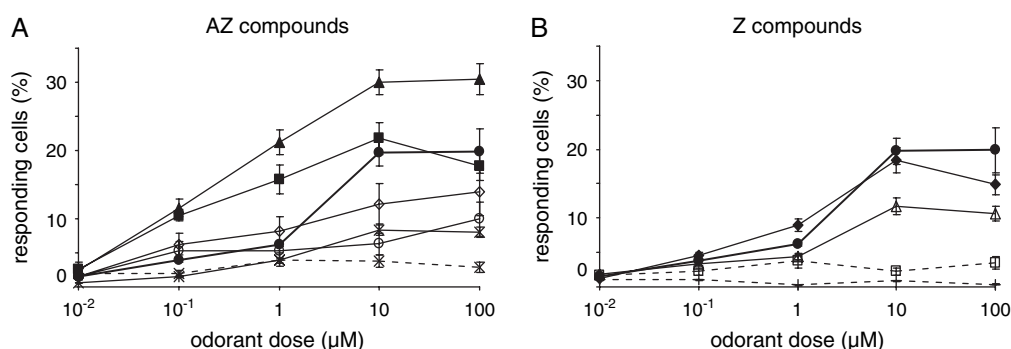 A AZ compounds
responding cells (%)
30
20
10
0
10⁻² 10⁻¹ 1 10 100
odorant dose (µM)
B Z compounds
responding cells (%)
30
20
10
0
10⁻² 10⁻¹ 1 10 100
odorant dose (µM)